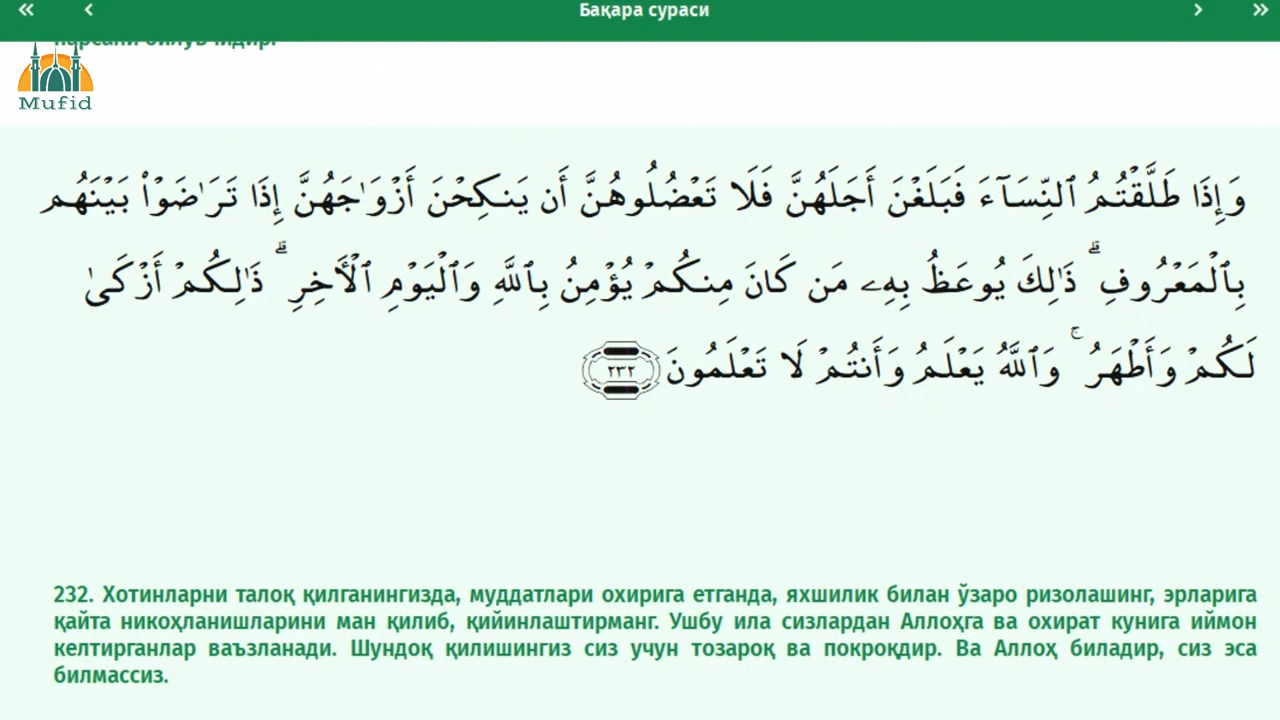 « ‹ Бақара сураси › »
нарсани билувчидир.
Mufid
وَإِذَا طَلَّقْتُمُ ٱلنِّسَآءَ فَبَلَغْنَ أَجَلَهُنَّ فَلَا تَعْضُلُوهُنَّ أَن يَنكِحْنَ أَزْوَٰجَهُنَّ إِذَا تَرَٰضَوْا۟ بَيْنَهُم
بِٱلْمَعْرُوفِ ۗ ذَٰلِكَ يُوعَظُ بِهِۦ مَن كَانَ مِنكُمْ يُؤْمِنُ بِٱللَّهِ وَٱلْيَوْمِ ٱلْأَخِرِ ۗ ذَٰلِكُمْ أَزْكَىٰ
لَكُمْ وَأَطْهَرُ ۚ وَٱللَّهُ يَعْلَمُ وَأَنتُمْ لَا تَعْلَمُونَ ٢٣٢
232. Хотинларни талоқ қилганингизда, муддатлари охирига етганда, яхшилик билан ўзаро ризолашинг, эрларига
қайта никоҳланишларини ман қилиб, қийинлаштирманг. Ушбу ила сизлардан Аллоҳга ва охират кунига иймон
келтирганлар ваъзланади. Шундоқ қилишингиз сиз учун тозароқ ва покроқдир. Ва Аллоҳ биладир, сиз эса
билмассиз.